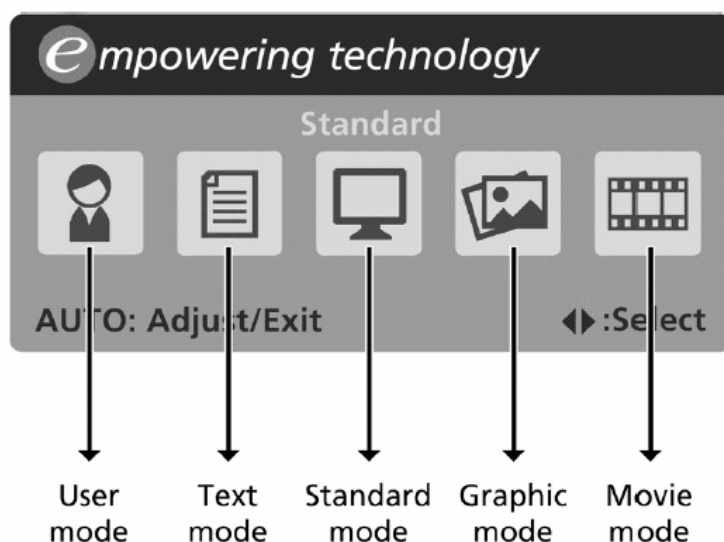 empowering technology
Standard
AUTO: Adjust/Exit :Select
User mode
Text mode
Standard mode
Graphic mode
Movie mode